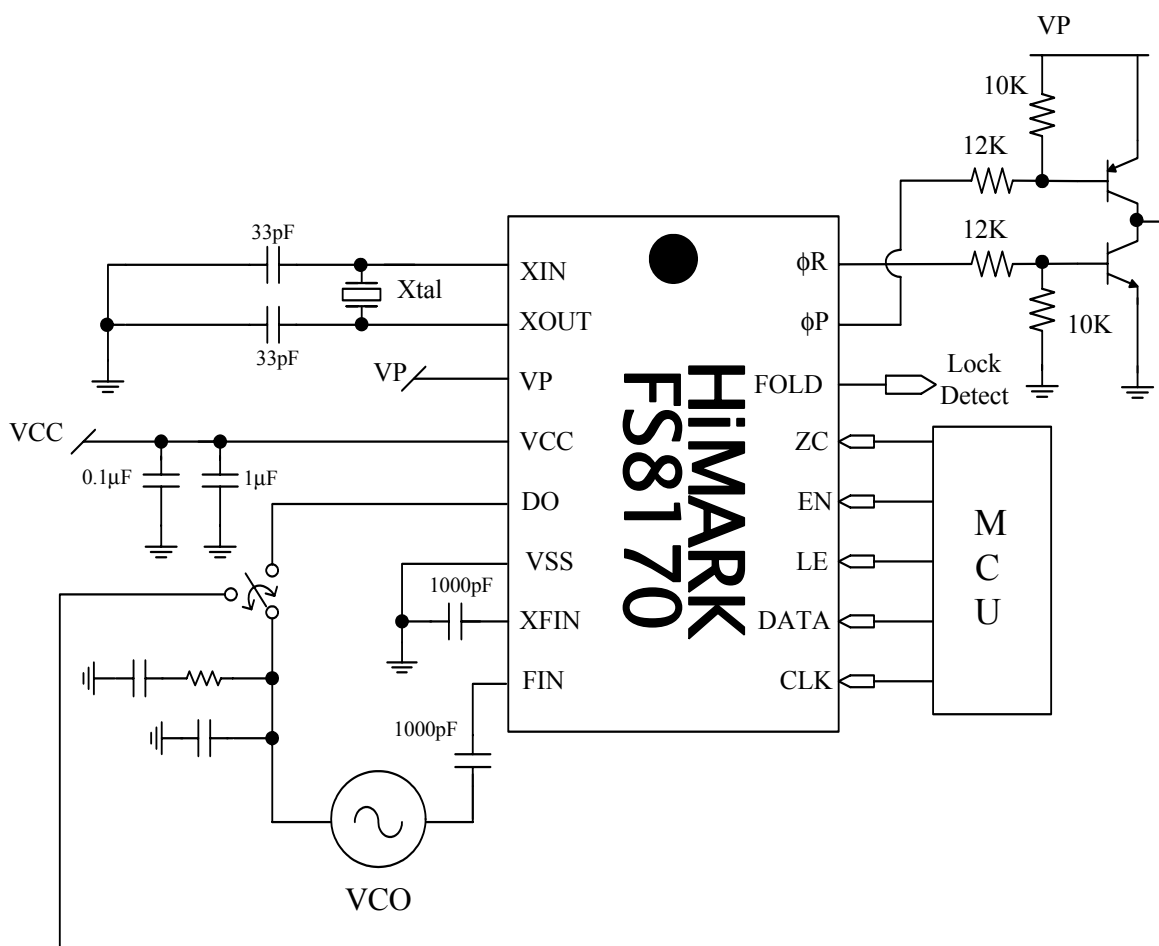 VP
10K
12K
33pF
12K
XIN
φR
Xtal
XOUT
φP
33pF
10K
VP
VP
FOLD
Lock
Detect
HiMARK
FS8170
VCC
VCC
ZC
0.1μF
1μF
DO
EN
MCU
VSS
LE
1000pF
XFIN
DATA
FIN
CLK
1000pF
VCO